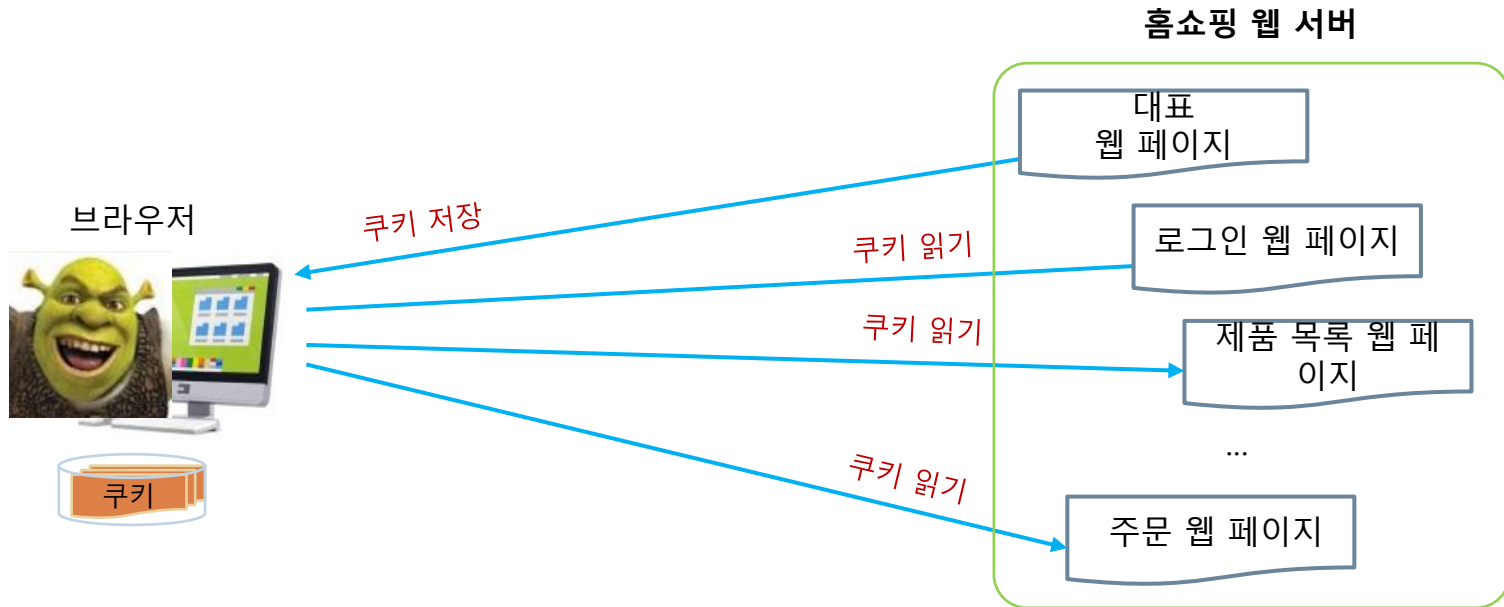 홈쇼핑 웹 서버
대표
웹 페이지
브라우저
쿠키 저장
쿠키 읽기
로그인 웹 페이지
쿠키 읽기
제품 목록 웹 페
이지
...
쿠키 읽기
쿠키
주문 웹 페이지